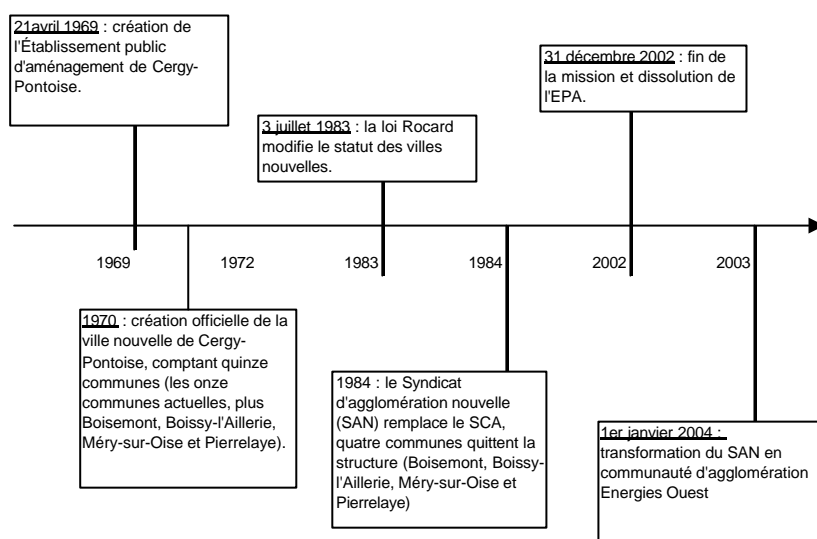 21avril 1969 : création de
l'Établissement public
d'aménagement de Cergy-
Pontoise.
31 décembre 2002 : fin de
la mission et dissolution de
l'EPA.
3 juillet 1983 : la loi Rocard
modifie le statut des villes
nouvelles.
1969
1972
1983
1984
2002
2003
1970 : création officielle de la
ville nouvelle de Cergy-
Pontoise, comptant quinze
communes (les onze
communes actuelles, plus
Boisemont, Boissy-l'Aillerie,
Méry-sur-Oise et Pierrelaye).
1984 : le Syndicat
d'agglomération nouvelle
(SAN) remplace le SCA,
quatre communes quittent la
structure (Boisemont, Boissy-
l'Aillerie, Méry-sur-Oise et
Pierrelaye)
1er janvier 2004 :
transformation du SAN en
communauté d'agglomération
Energies Ouest